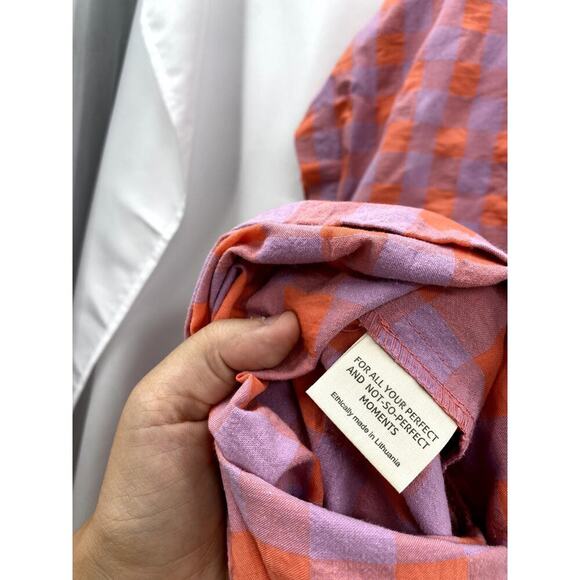 FOR ALL YOUR PERFECT
AND NOT-SO-PERFECT
MOMENTS
Ethically made in Lithuania